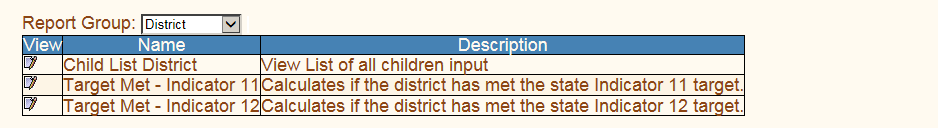 Report Group: District
View Name Description
Child List District View List of all children input
Target Met - Indicator 11 Calculates if the district has met the state Indicator 11 target.
Target Met - Indicator 12 Calculates if the district has met the state Indicator 12 target.